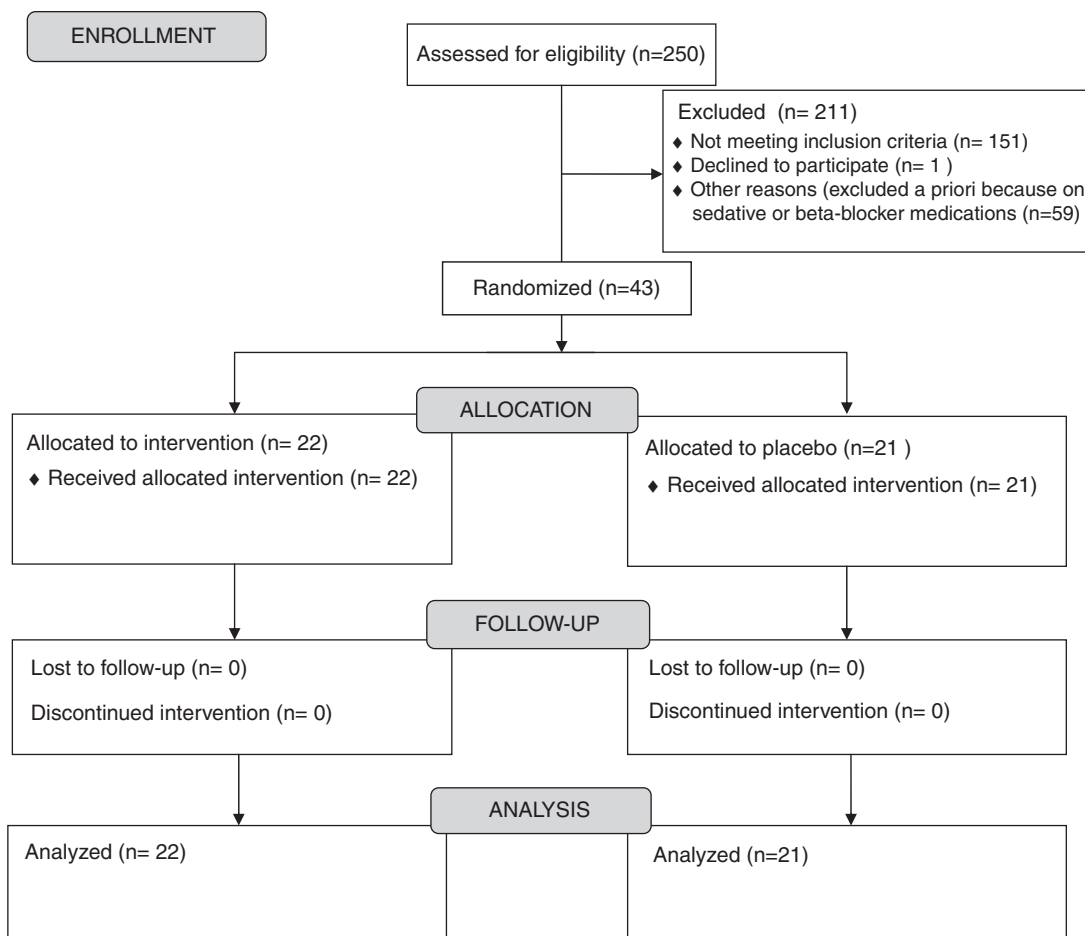 ENROLLMENT
Assessed for eligibility (n=250)
Excluded (n= 211)
♦ Not meeting inclusion criteria (n= 151)
♦ Declined to participate (n= 1 )
♦ Other reasons (excluded a priori because on
sedative or beta-blocker medications (n=59)
Randomized (n=43)
ALLOCATION
Allocated to intervention (n= 22)
♦ Received allocated intervention (n= 22)
Allocated to placebo (n=21 )
♦ Received allocated intervention (n= 21)
FOLLOW-UP
Lost to follow-up (n= 0)
Discontinued intervention (n= 0)
Lost to follow-up (n= 0)
Discontinued intervention (n= 0)
ANALYSIS
Analyzed (n= 22)
Analyzed (n=21)